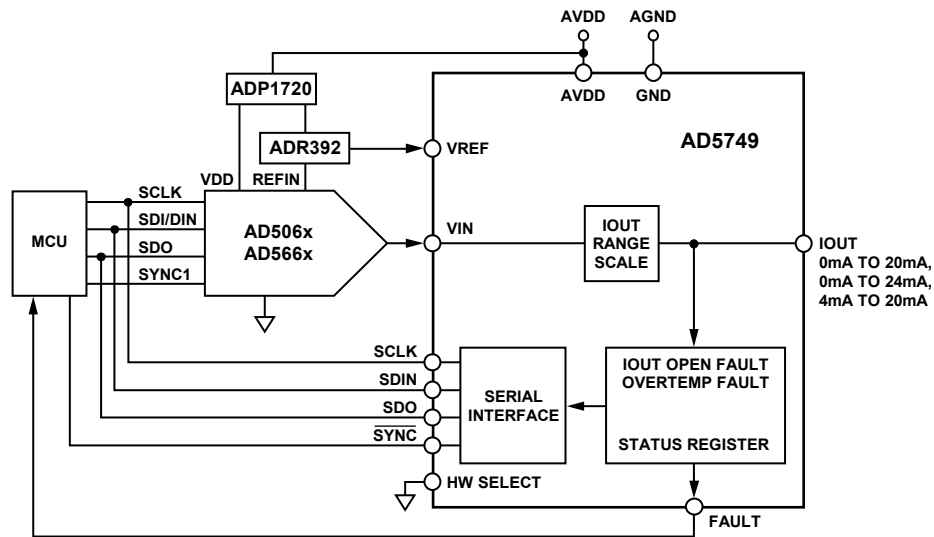 AVDD
AGND
ADP1720
AVDD
GND
AD5749
ADR392
VREF
VDD
REFIN
SCLK
SDI/DIN
SDO
SYNC1
MCU
AD506x
AD566x
VIN
IOUT
RANGE
SCALE
IOUT
0mA TO 20mA,
0mA TO 24mA,
4mA TO 20mA
SCLK
SDIN
SDO
SYNC
SERIAL
INTERFACE
IOUT OPEN FAULT
OVERTEMP FAULT
STATUS REGISTER
HW SELECT
FAULT